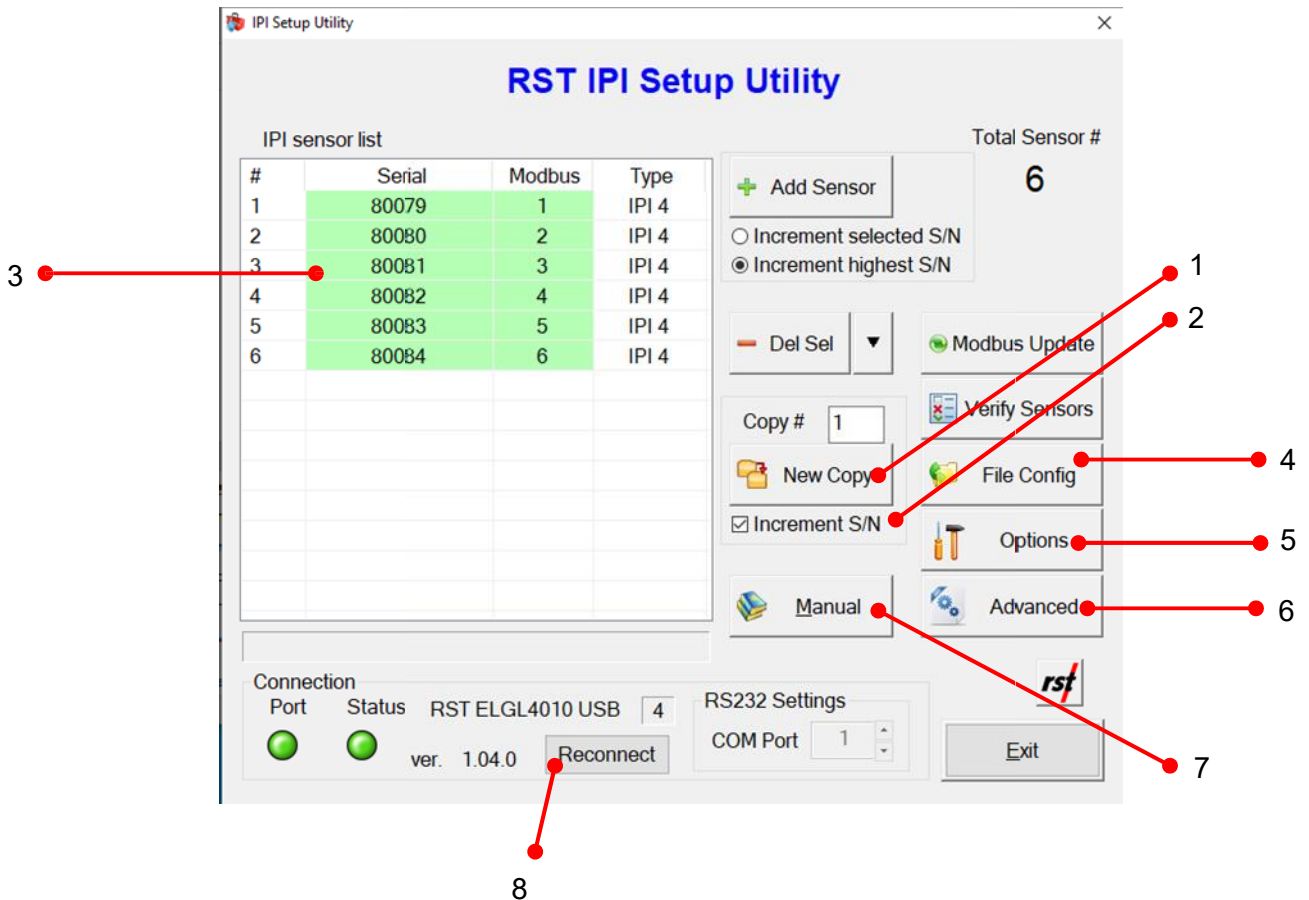 IPI Setup Utility
RST IPI Setup Utility
IPI sensor list
Total Sensor #
6
# Serial Modbus Type
1 80079 1 IPI 4
2 80080 2 IPI 4
3 80081 3 IPI 4
4 80082 4 IPI 4
5 80083 5 IPI 4
6 80084 6 IPI 4
Add Sensor
Increment selected S/N
Increment highest S/N
Del Sel
Modbus Update
Verify Sensors
Copy # 1
New Copy
File Config
Increment S/N
Options
Manual
Advanced
rst
Connection
Port Status RST ELGL4010 USB 4
ver. 1.04.0 Reconnect
RS232 Settings
COM Port 1
Exit
1
2
3
4
5
6
7
8